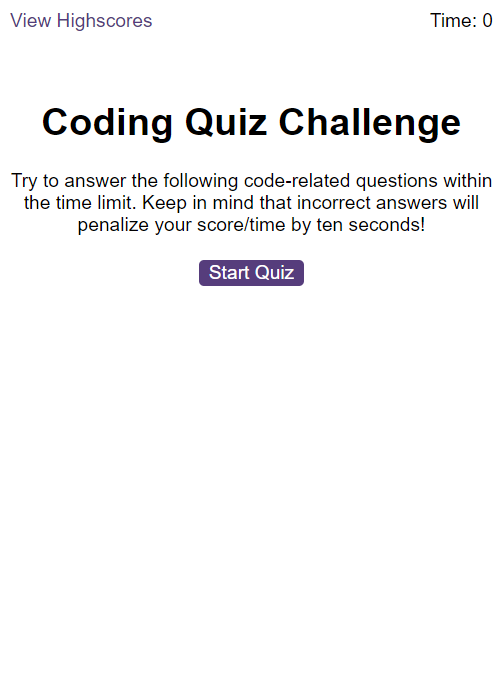 View Highscores
Time: 0
Coding Quiz Challenge
Try to answer the following code-related questions within
the time limit. Keep in mind that incorrect answers will
penalize your score/time by ten seconds!
Start Quiz